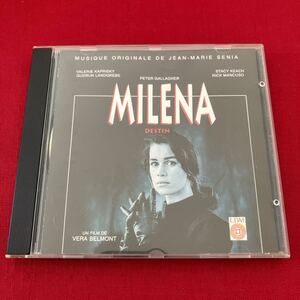 MUSIQUE ORIGINALE DE JEAN-MARIE SENIA
VALERIE KAPRISKY
GUDRUN LANDGREBE
STACY KEACH
NICK MANCUSO
PETER GALLAGHER
MILENA
DESTIN
UN FILM DE
VERA BELMONT
LIWI